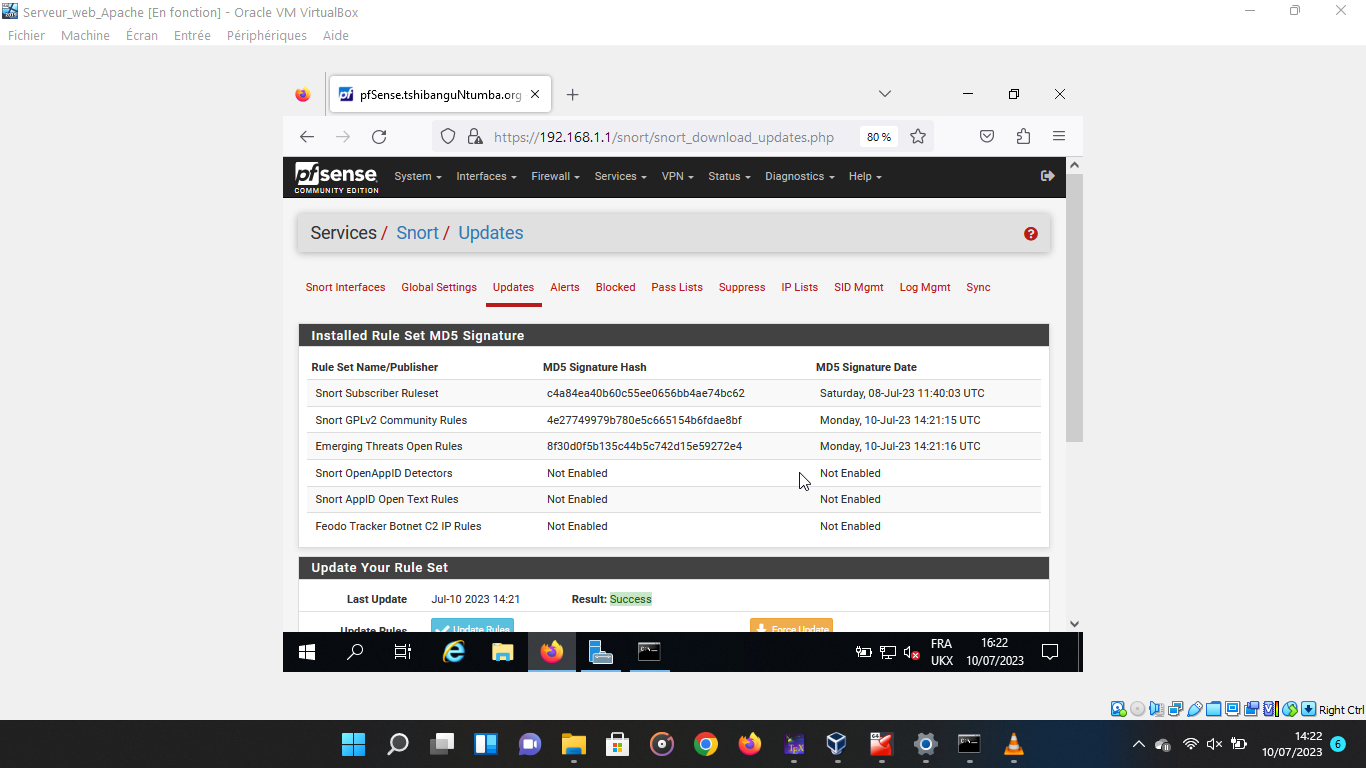 Serveur_web_Apache [En fonction] - Oracle VM VirtualBox
Fichier Machine Écran Entrée Périphériques Aide
pfSense.tshibanguNtumba.org
https://192.168.1.1/snort/snort_download_updates.php 80 %
pfsense COMMUNITY EDITION
System Interfaces Firewall Services VPN Status Diagnostics Help
Services / Snort / Updates
Snort Interfaces Global Settings Updates Alerts Blocked Pass Lists Suppress IP Lists SID Mgmt Log Mgmt Sync
Installed Rule Set MD5 Signature
Rule Set Name/Publisher MD5 Signature Hash MD5 Signature Date
Snort Subscriber Ruleset c4a84ea40b60c55ee0656bb4ae74bc62 Saturday, 08-Jul-23 11:40:03 UTC
Snort GPLv2 Community Rules 4e27749979b780e5c665154b6fdae8bf Monday, 10-Jul-23 14:21:15 UTC
Emerging Threats Open Rules 8f30d0f5b135c44b5c742d15e59272e4 Monday, 10-Jul-23 14:21:16 UTC
Snort OpenAppID Detectors Not Enabled Not Enabled
Snort AppID Open Text Rules Not Enabled Not Enabled
Feodo Tracker Botnet C2 IP Rules Not Enabled Not Enabled
Update Your Rule Set
Last Update Jul-10 2023 14:21 Result: Success
Update Rules Update Rules Force Update
FRA 16:22
UKX 10/07/2023
Right Ctrl
14:22
10/07/2023 6